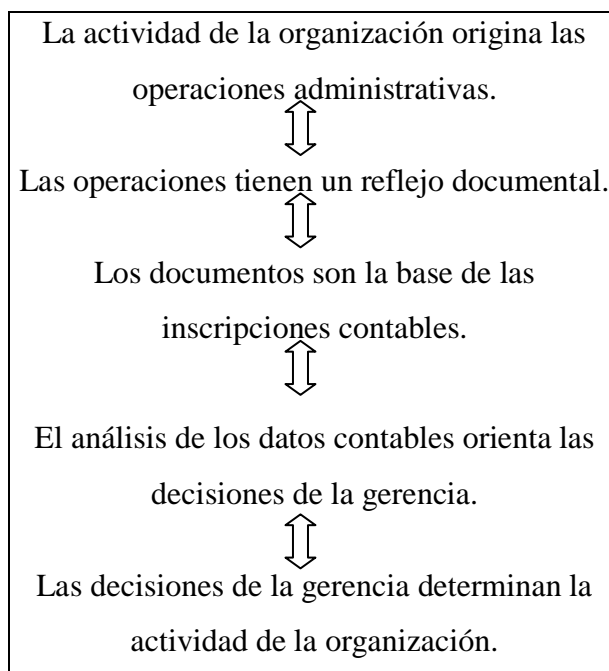 La actividad de la organización origina las
operaciones administrativas.
Las operaciones tienen un reflejo documental.
Los documentos son la base de las
inscripciones contables.
El análisis de los datos contables orienta las
decisiones de la gerencia.
Las decisiones de la gerencia determinan la
actividad de la organización.